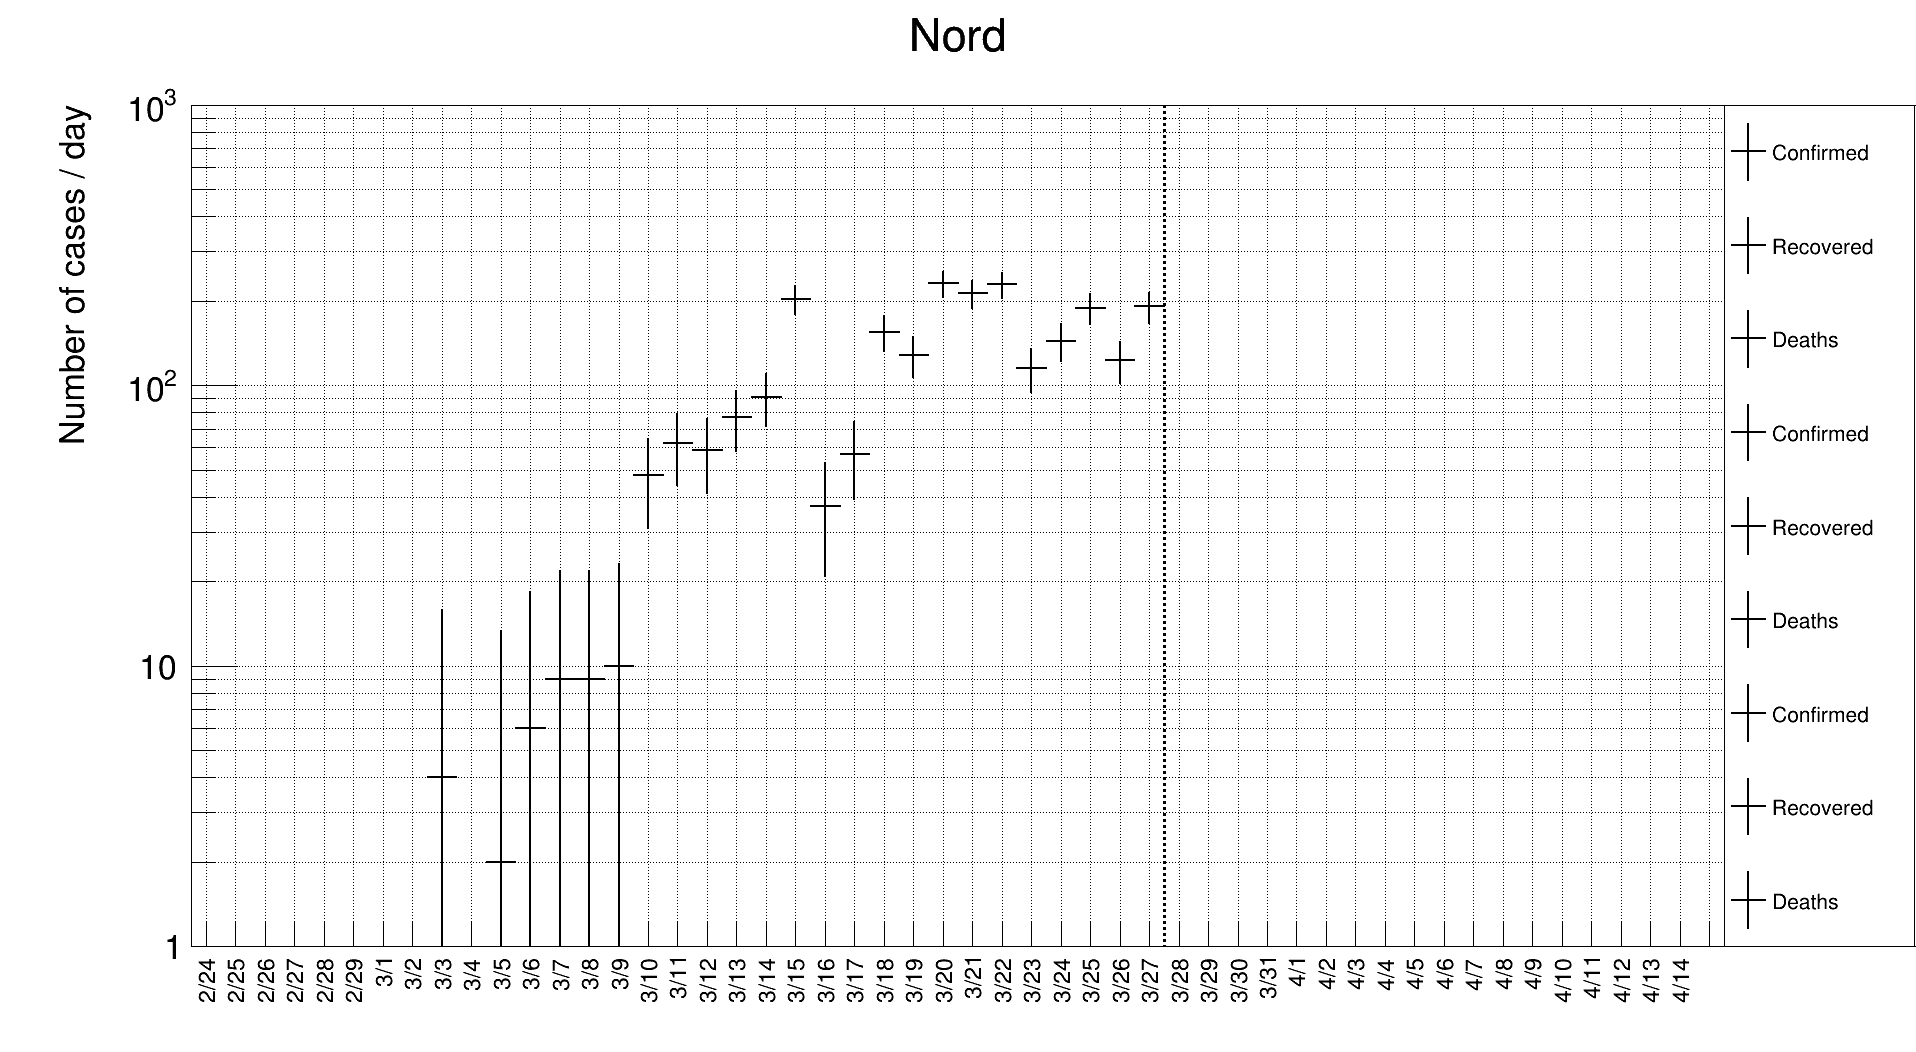 Nord
Number of cases / day
10^3
10^2
10
1
2/24 2/25 2/26 2/27 2/28 2/29 3/1 3/2 3/3 3/4 3/5 3/6 3/7 3/8 3/9 3/10 3/11 3/12 3/13 3/14 3/15 3/16 3/17 3/18 3/19 3/20 3/21 3/22 3/23 3/24 3/25 3/26 3/27 3/28 3/29 3/30 3/31 4/1 4/2 4/3 4/4 4/5 4/6 4/7 4/8 4/9 4/10 4/11 4/12 4/13 4/14
Confirmed
Recovered
Deaths
Confirmed
Recovered
Deaths
Confirmed
Recovered
Deaths